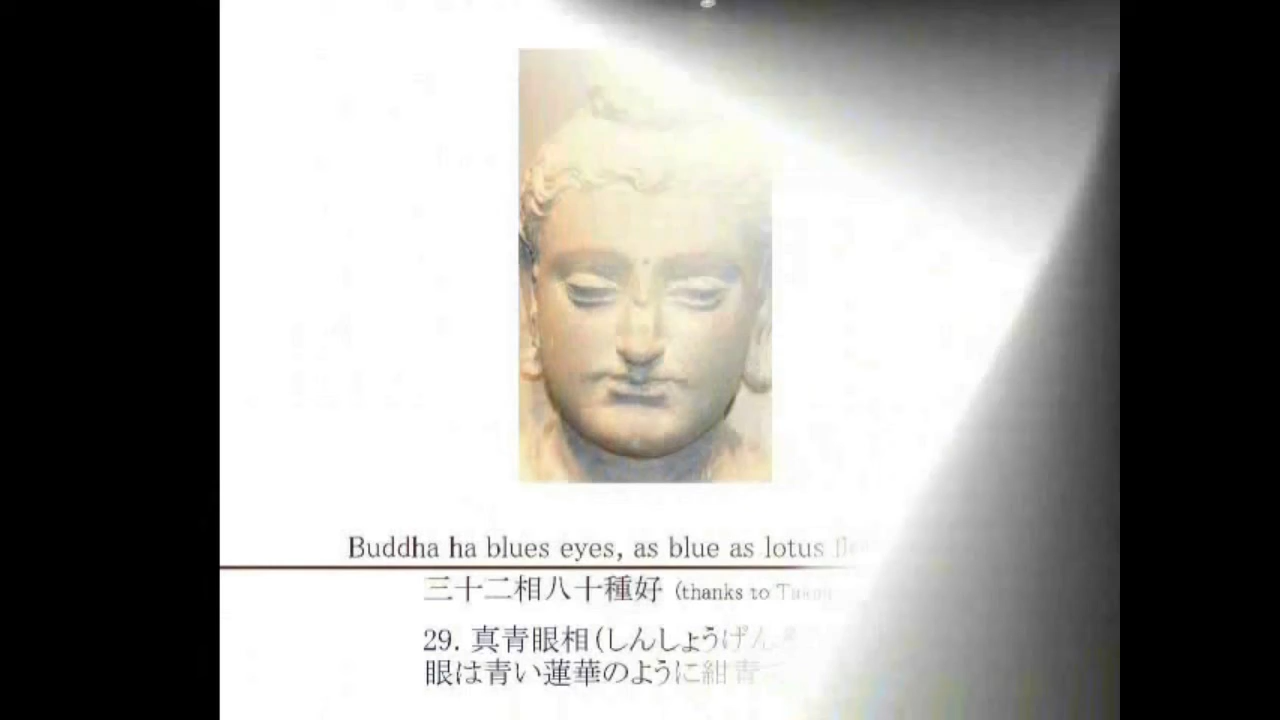 Buddha ha blues eyes, as blue as lotus
三十二相八十種好 (thanks to
29. 真青眼相(しんしょうげん
眼は青い蓮華のように紺青